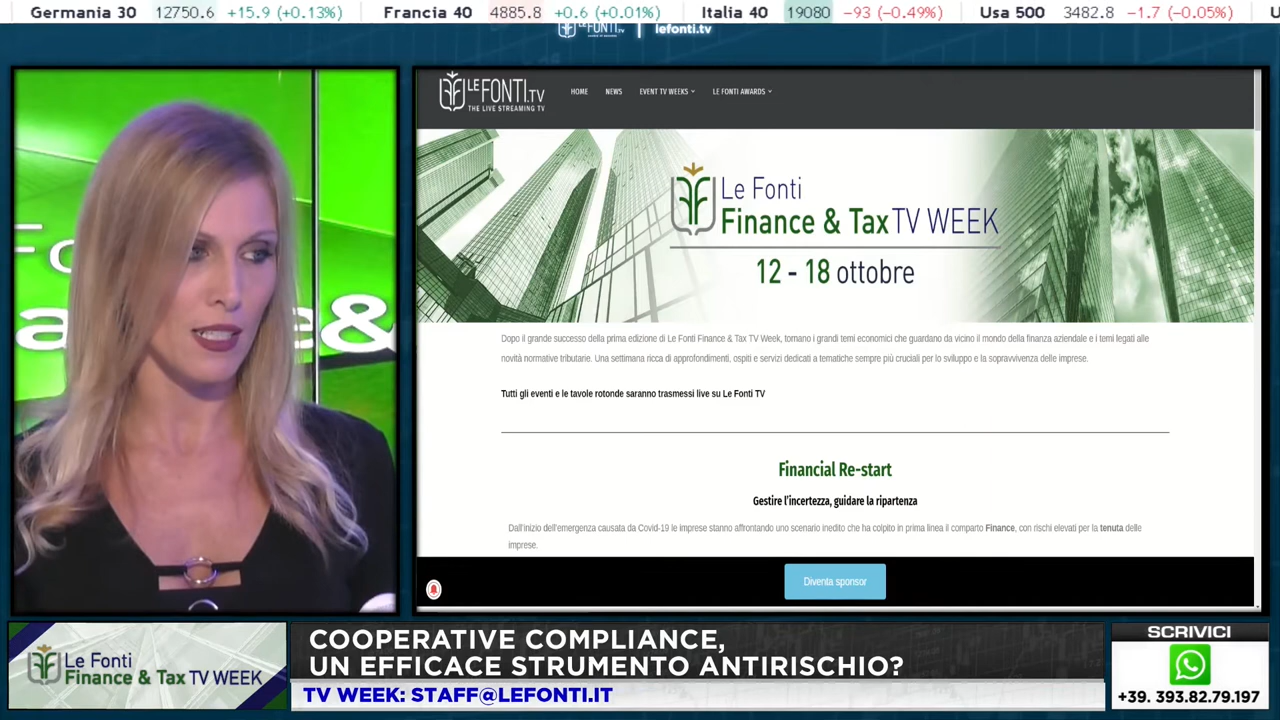 Germania 30 12750.6 +15.9 (+0.13%) Francia 40 4885.8 +0.6 (+0.01%) Italia 40 19080 −93 (−0.49%) Usa 500 3482.8 −1.7 (−0.05%) U
LE FONTI.TV | lefonti.tv
LE FONTI.TV
THE LIVE STREAMING TV
HOME NEWS EVENT TV WEEKS LE FONTI AWARDS
Le Fonti
Finance & Tax TV WEEK
12 - 18 ottobre
Dopo il grande successo della prima edizione di Le Fonti Finance & Tax TV Week, tornano i grandi temi economici che guardano da vicino il mondo della finanza aziendale e i temi legati alle
novità normative tributarie. Una settimana ricca di approfondimenti, ospiti e servizi dedicati a tematiche sempre più cruciali per lo sviluppo e la sopravvivenza delle imprese.
Tutti gli eventi e le tavole rotonde saranno trasmessi live su Le Fonti TV
Financial Re-start
Gestire l'incertezza, guidare la ripartenza
Dall'inizio dell'emergenza causata da Covid-19 le imprese stanno affrontando uno scenario inedito che ha colpito in prima linea il comparto Finance, con rischi elevati per la tenuta delle
imprese.
Diventa sponsor
Le Fonti
Finance & Tax TV WEEK
COOPERATIVE COMPLIANCE,
UN EFFICACE STRUMENTO ANTIRISCHIO?
TV WEEK: STAFF@LEFONTI.IT
SCRIVICI
+39. 393.82.79.197